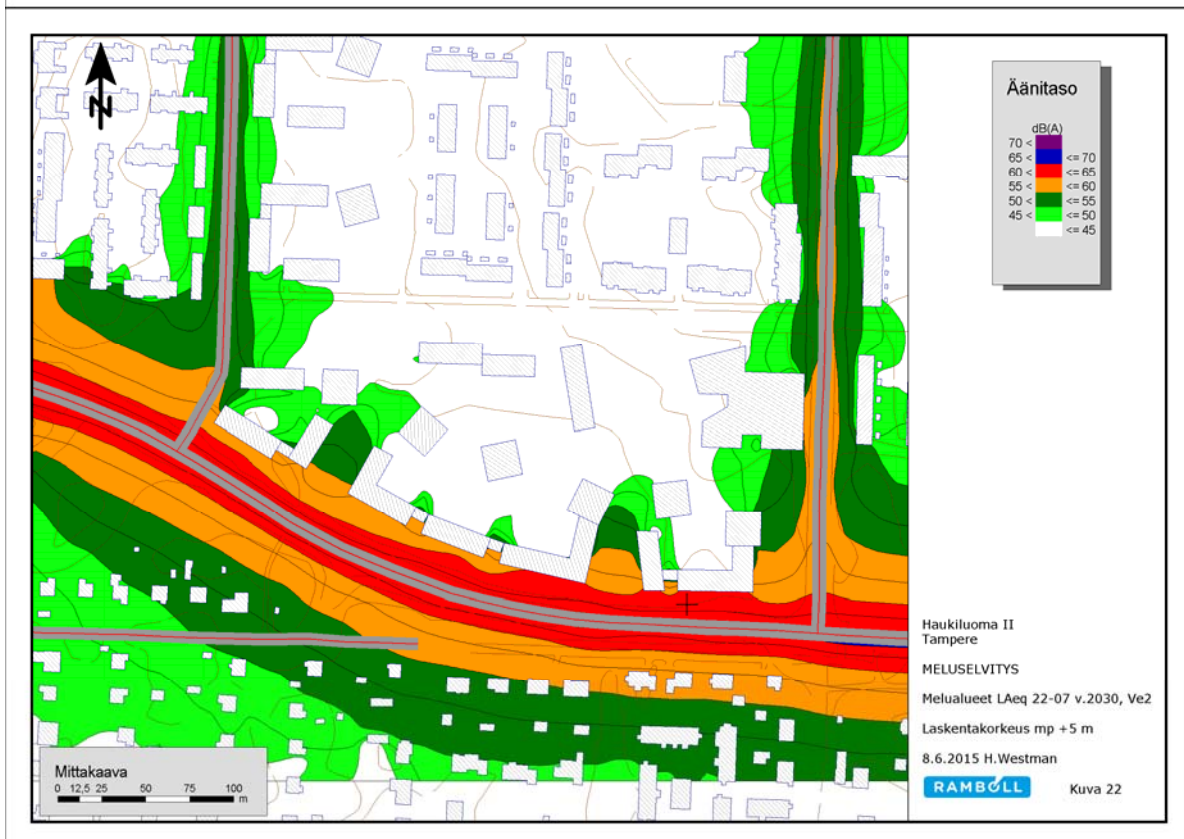 N
Äänitaso
dB(A)
70 <
65 < <= 70
60 < <= 65
55 < <= 60
50 < <= 55
45 < <= 50
<= 45
Haukiluoma II
Tampere
MELUSELVITYS
Melualueet LAeq 22-07 v.2030, Ve2
Laskentakorkeus mp +5 m
8.6.2015 H.Westman
RAMBOLL Kuva 22
Mittakaava
0 12,5 25 50 75 100
m